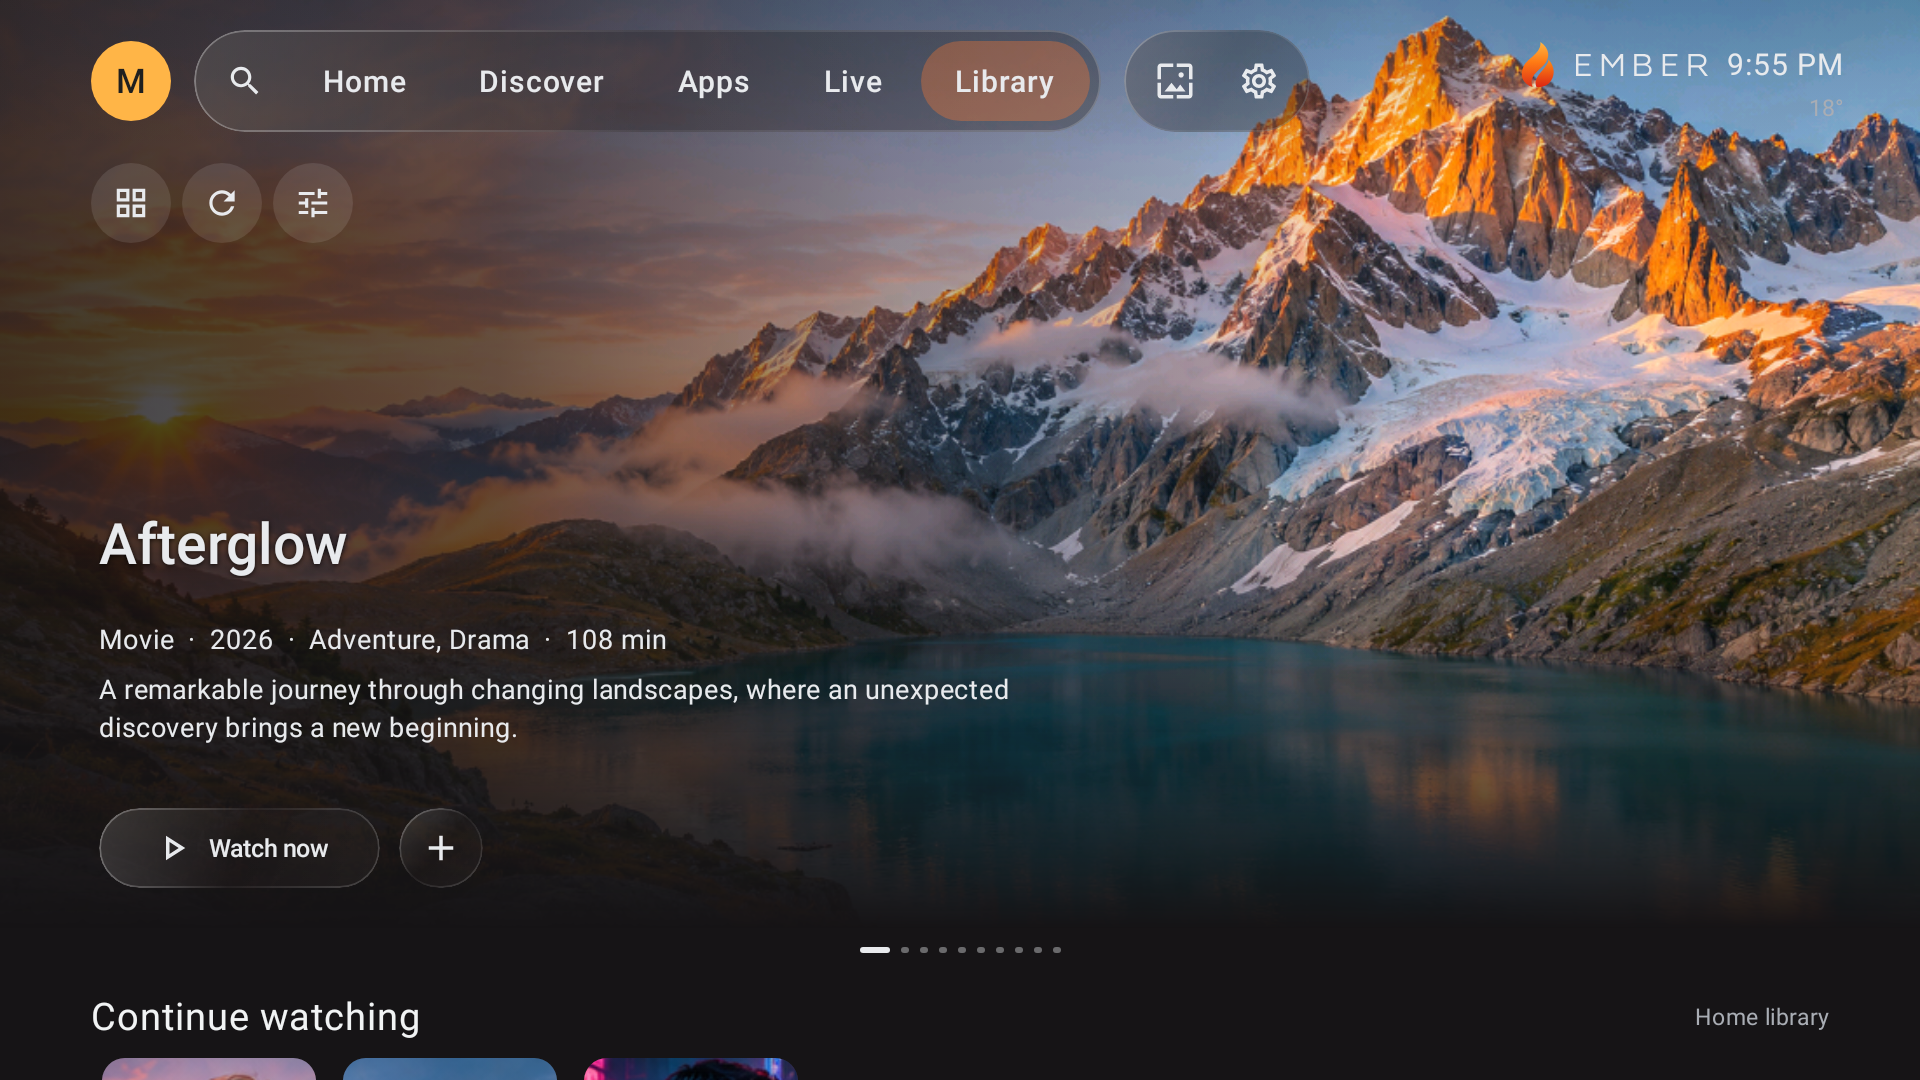 M
Home
Discover
Apps
Live
Library
EMBER
9:55 PM
18°
Afterglow
Movie · 2026 · Adventure, Drama · 108 min
A remarkable journey through changing landscapes, where an unexpected
discovery brings a new beginning.
Watch now
Continue watching
Home library